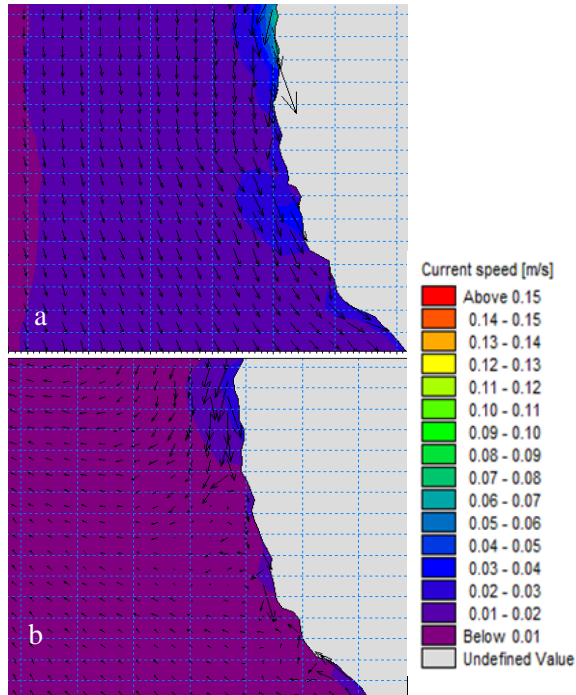 a
b
Current speed [m/s]
Above 0.15
0.14 - 0.15
0.13 - 0.14
0.12 - 0.13
0.11 - 0.12
0.10 - 0.11
0.09 - 0.10
0.08 - 0.09
0.07 - 0.08
0.06 - 0.07
0.05 - 0.06
0.04 - 0.05
0.03 - 0.04
0.02 - 0.03
0.01 - 0.02
Below 0.01
Undefined Value